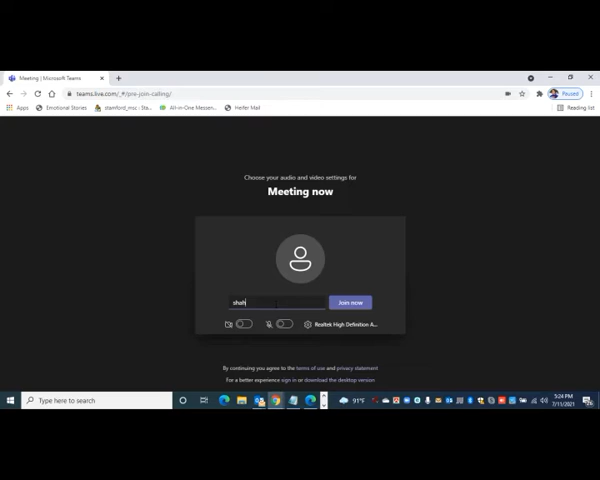 Meeting | Microsoft Teams
teams.live.com/_#/pre-join-calling/
Paused
Apps Emotional Stories stamford_msc - Sta... All-in-One Messen... Heifer Mail Reading list
Choose your audio and video settings for
Meeting now
shah
Join now
Realtek High Definition A...
By continuing you agree to the terms of use and privacy statement
For a better experience sign in or download the desktop version
Type here to search
91°F
5:24 PM
7/11/2021